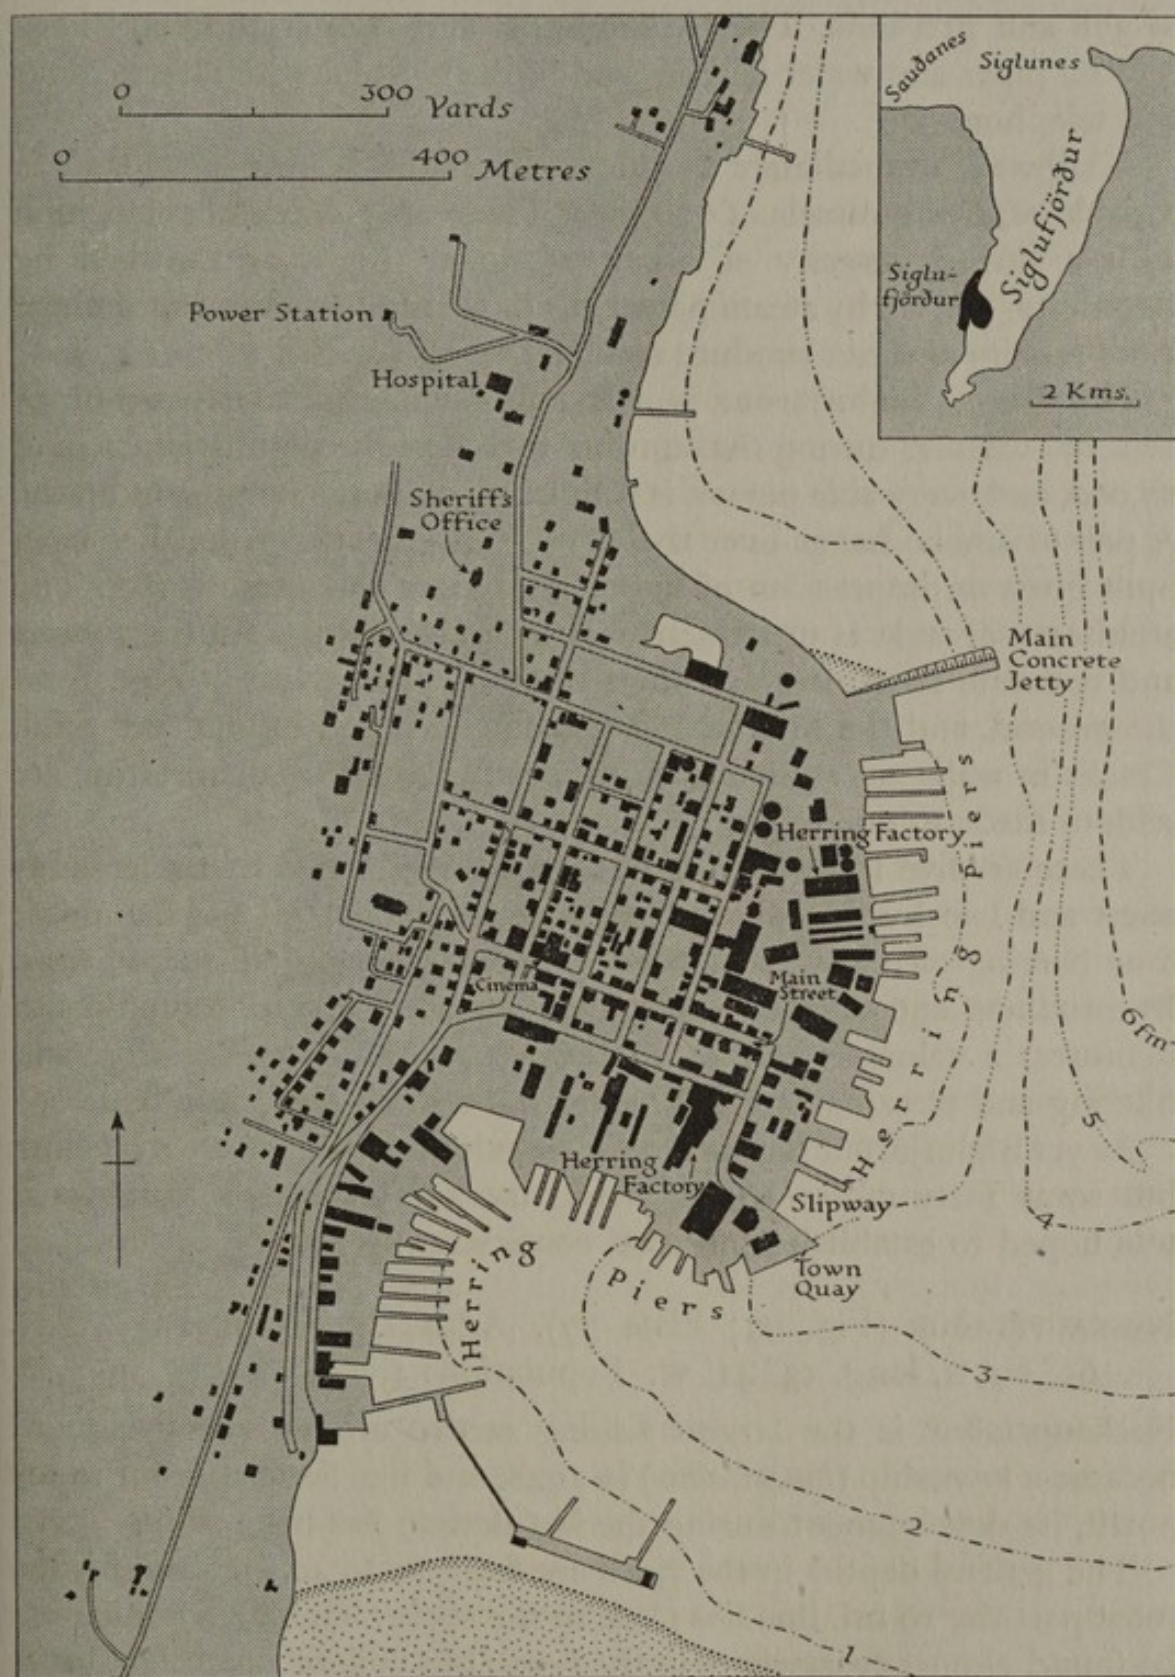 0 300 Yards
0 400 Metres
Sauðanes
Siglunes
Siglufjörður
Siglu-
fjörður
2 Kms.
Power Station
Hospital
Sheriff's
Office
Main
Concrete
Jetty
Herring piers
Herring Factory
Cinema
Main
Street
6fm
5
Herring
Factory
Slipway
4
Town
Quay
Herring piers
3
2
1